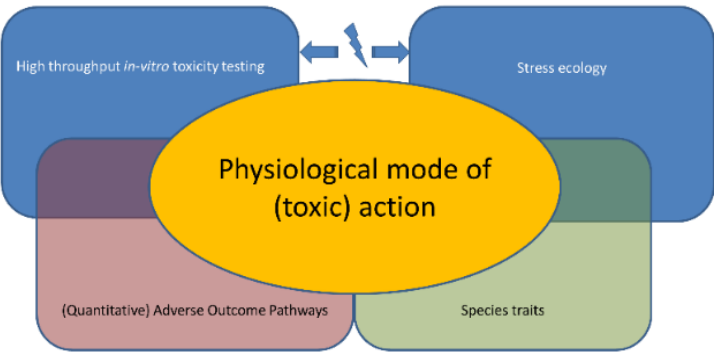 High throughput in-vitro toxicity testing
Stress ecology
Physiological mode of
(toxic) action
(Quantitative) Adverse Outcome Pathways
Species traits